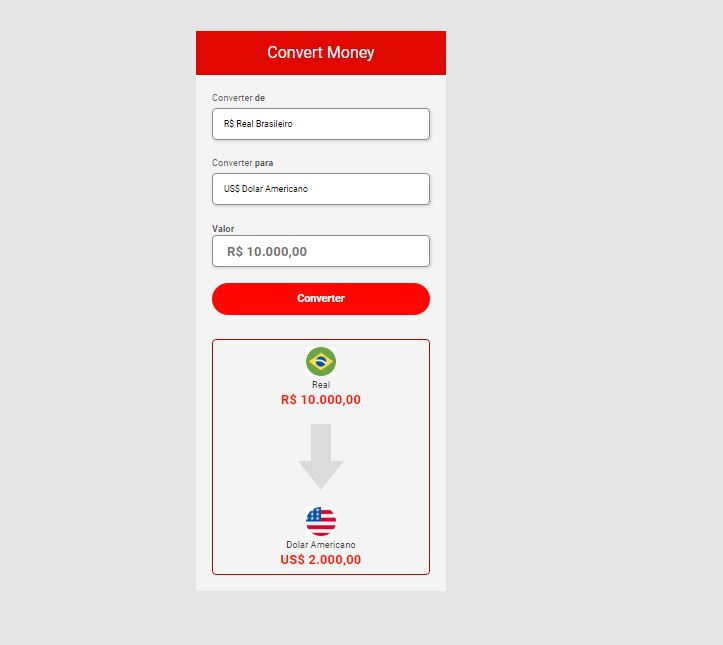 Convert Money
Converter de
R$ Real Brasileiro
Converter para
US$ Dolar Americano
Valor
R$ 10.000,00
Converter
Real
R$ 10.000,00
Dolar Americano
US$ 2.000,00